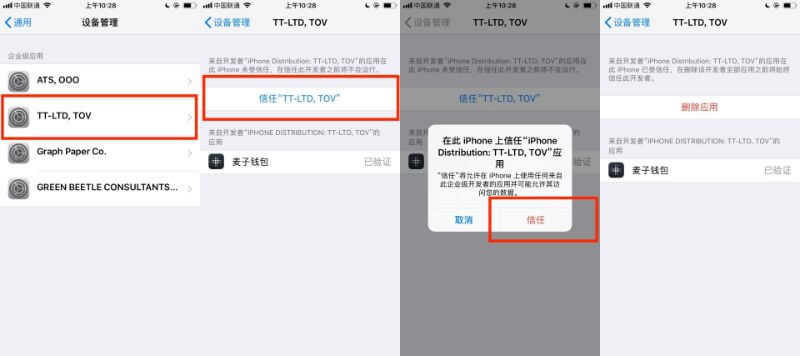 中国联通
上午10:28
通用
设备管理
企业级应用
ATS, OOO
TT-LTD, TOV
Graph Paper Co.
GREEN BEETLE CONSULTANTS...
中国联通
上午10:28
设备管理
TT-LTD, TOV
来自开发者“iPhone Distribution: TT-LTD, TOV”的应用在
此 iPhone 未受信任，在信任此开发者之前将不会运行。
信任“TT-LTD, TOV”
来自开发者“IPHONE DISTRIBUTION: TT-LTD, TOV”的
应用
麦子钱包
已验证
中国联通
上午10:28
设备管理
TT-LTD, TOV
来自开发者“iPhone Distribution: TT-LTD, TOV”的应用在
此 iPhone 未受信任，在信任此开发者之前将不会运行。
信任“TT-LTD, TOV”
在此 iPhone 上信任“iPhone
Distribution: TT-LTD, TOV”应
用
“信任”将允许在 iPhone 上使用任何来自
此企业级开发者的应用并可能允许其访
问您的数据。
取消
信任
麦子钱包
已验证
中国联通
上午10:28
设备管理
TT-LTD, TOV
来自开发者“iPhone Distribution: TT-LTD, TOV”的应用在
此 iPhone 已受信任，在删除该开发者全部应用之前将始终
信任此开发者。
删除应用
来自开发者“IPHONE DISTRIBUTION: TT-LTD, TOV”的
应用
麦子钱包
已验证